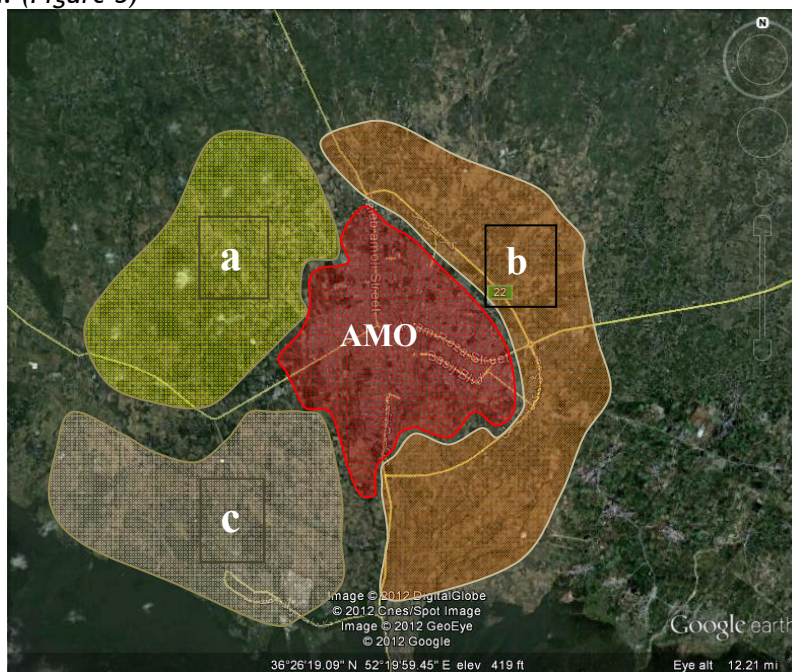 (Figure 3)
N
a
b
22
AMO
c
Image © 2012 DigitalGlobe
© 2012 Cnes/Spot Image
Image © 2012 GeoEye
© 2012 Google
Google earth
36°26'19.09" N 52°19'59.45" E elev 419 ft
Eye alt 12.21 mi